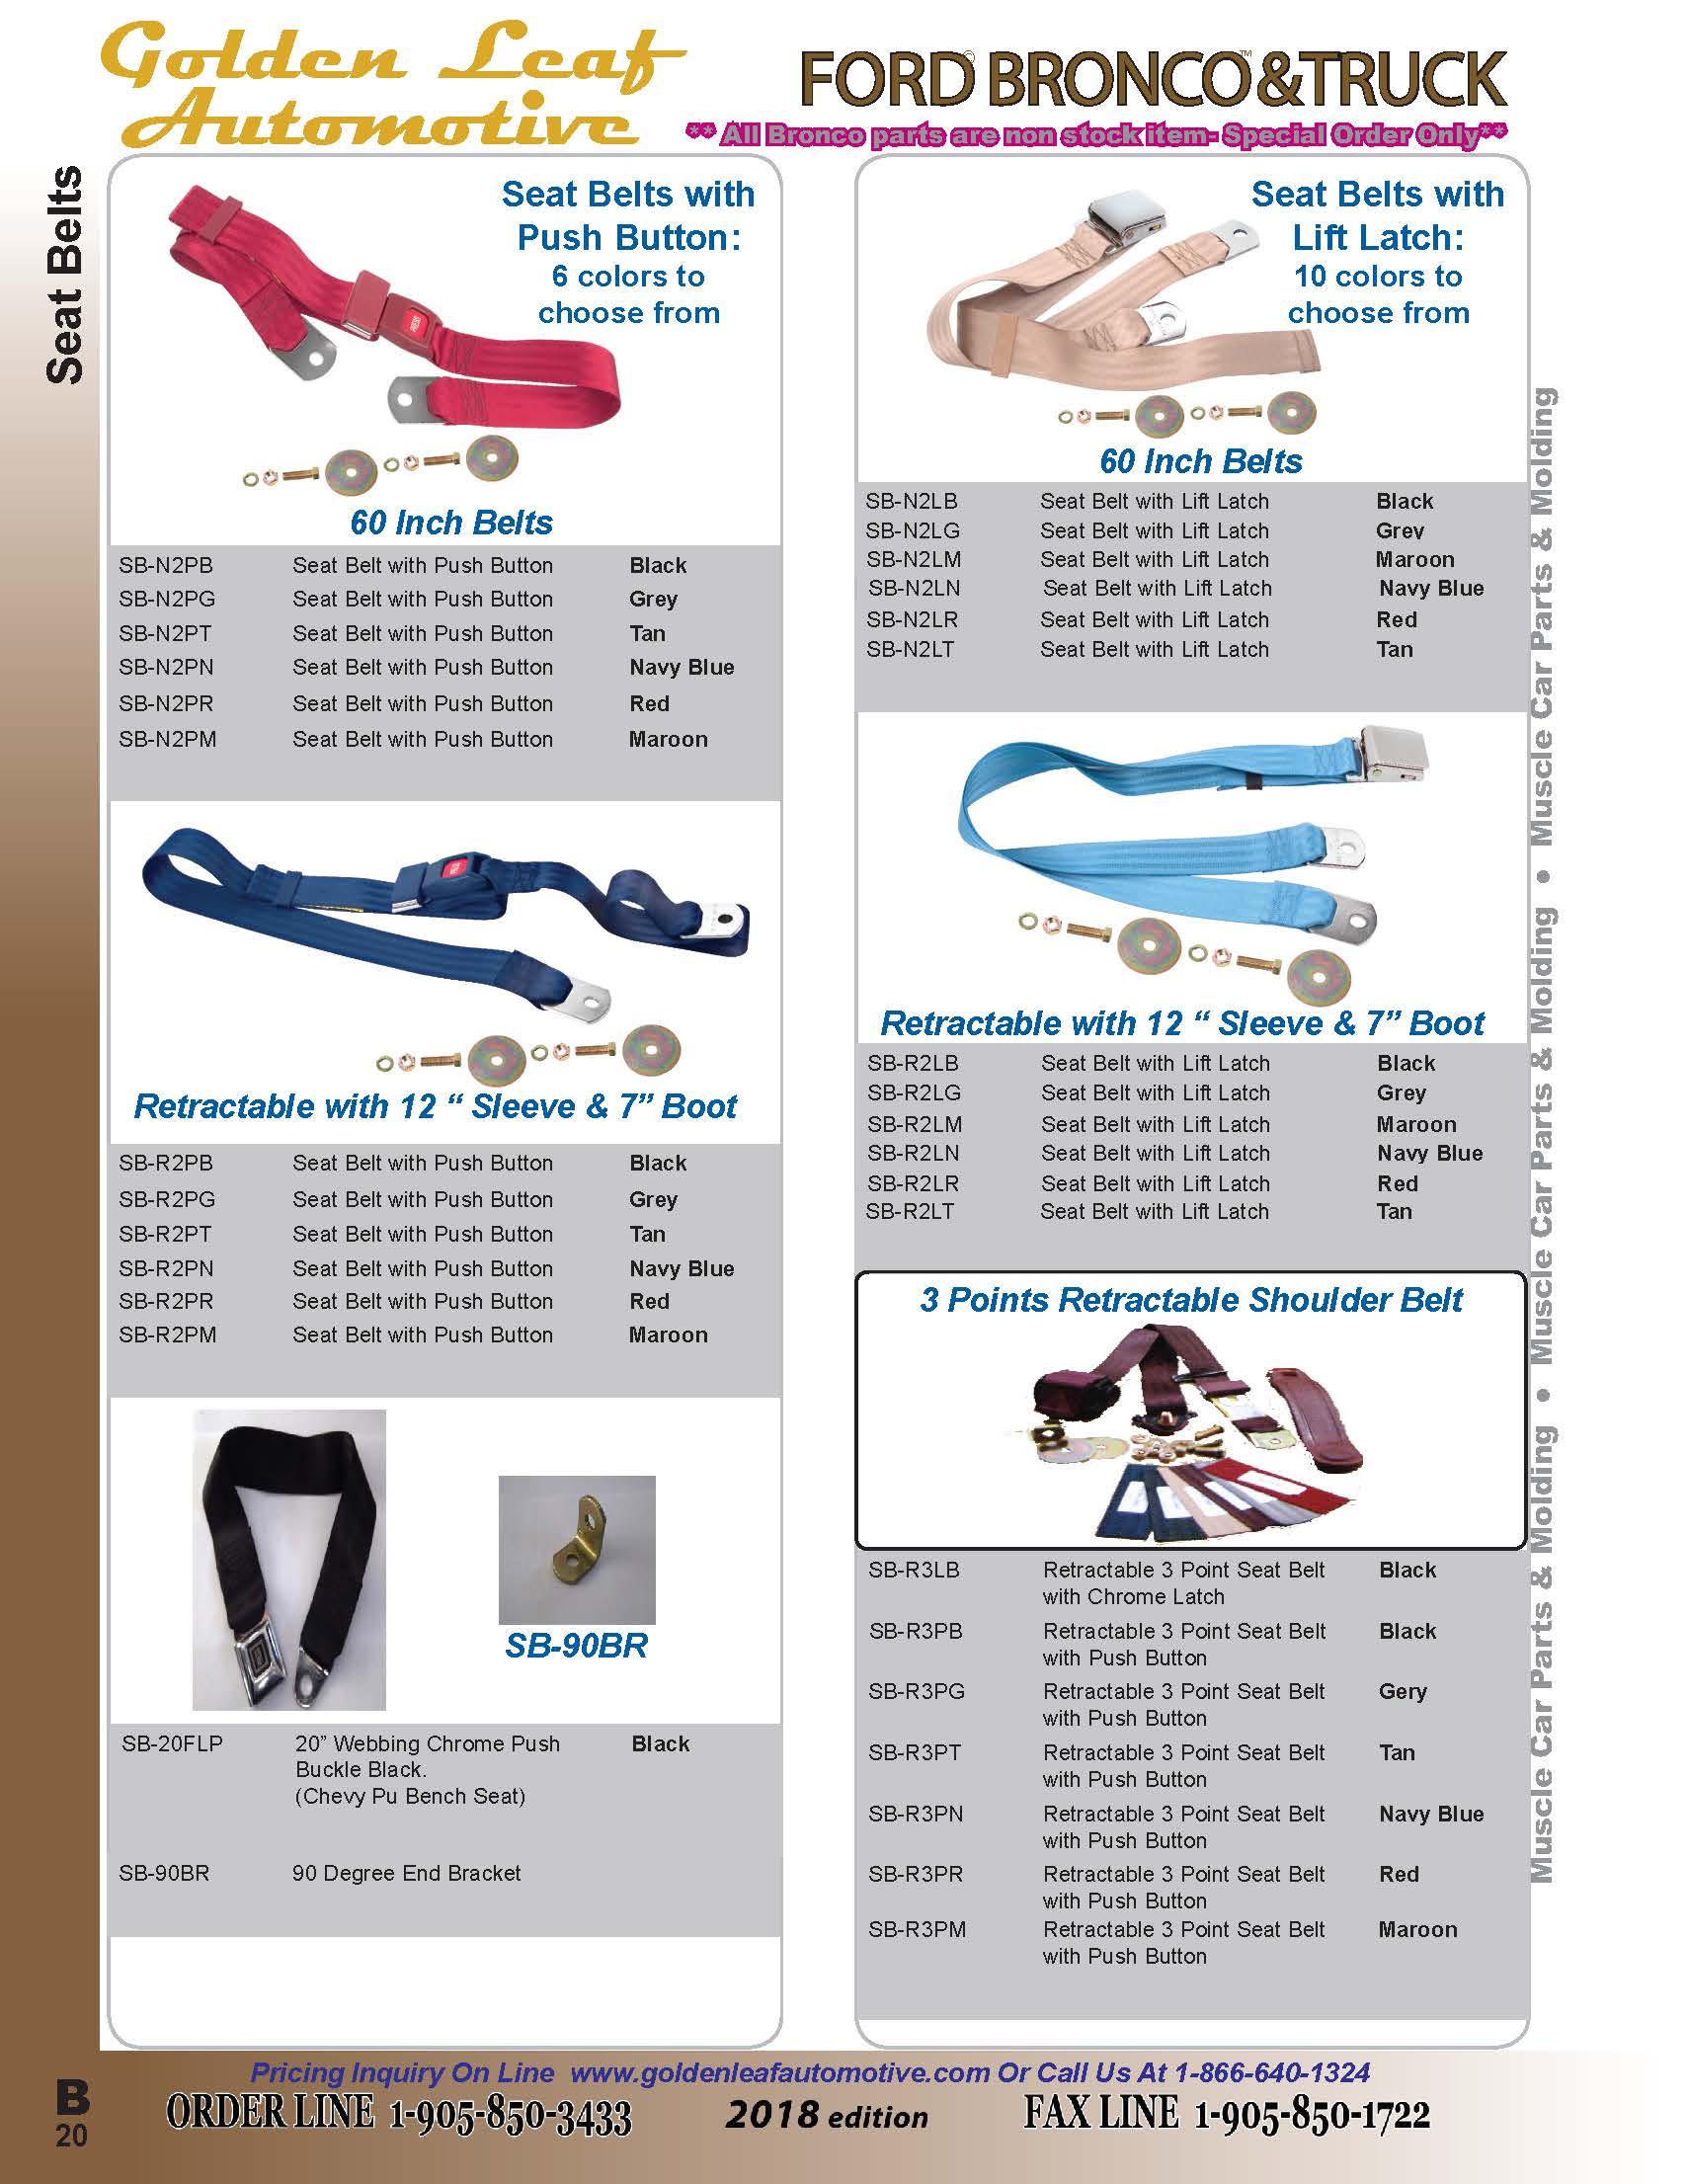 Golden Leaf
Automotive
FORD© BRONCO™&TRUCK
** All Bronco parts are non stock item- Special Order Only**
Seat Belts
Seat Belts with
Push Button:
6 colors to
choose from
PRESS
60 Inch Belts
SB-N2PB Seat Belt with Push Button Black
SB-N2PG Seat Belt with Push Button Grey
SB-N2PT Seat Belt with Push Button Tan
SB-N2PN Seat Belt with Push Button Navy Blue
SB-N2PR Seat Belt with Push Button Red
SB-N2PM Seat Belt with Push Button Maroon
Retractable with 12 “ Sleeve & 7” Boot
SB-R2PB Seat Belt with Push Button Black
SB-R2PG Seat Belt with Push Button Grey
SB-R2PT Seat Belt with Push Button Tan
SB-R2PN Seat Belt with Push Button Navy Blue
SB-R2PR Seat Belt with Push Button Red
SB-R2PM Seat Belt with Push Button Maroon
SB-90BR
SB-20FLP 20” Webbing Chrome Push Black
Buckle Black.
(Chevy Pu Bench Seat)
SB-90BR 90 Degree End Bracket
Seat Belts with
Lift Latch:
10 colors to
choose from
60 Inch Belts
SB-N2LB Seat Belt with Lift Latch Black
SB-N2LG Seat Belt with Lift Latch Grey
SB-N2LM Seat Belt with Lift Latch Maroon
SB-N2LN Seat Belt with Lift Latch Navy Blue
SB-N2LR Seat Belt with Lift Latch Red
SB-N2LT Seat Belt with Lift Latch Tan
Retractable with 12 “ Sleeve & 7” Boot
SB-R2LB Seat Belt with Lift Latch Black
SB-R2LG Seat Belt with Lift Latch Grey
SB-R2LM Seat Belt with Lift Latch Maroon
SB-R2LN Seat Belt with Lift Latch Navy Blue
SB-R2LR Seat Belt with Lift Latch Red
SB-R2LT Seat Belt with Lift Latch Tan
3 Points Retractable Shoulder Belt
SB-R3LB Retractable 3 Point Seat Belt Black
with Chrome Latch
SB-R3PB Retractable 3 Point Seat Belt Black
with Push Button
SB-R3PG Retractable 3 Point Seat Belt Gery
with Push Button
SB-R3PT Retractable 3 Point Seat Belt Tan
with Push Button
SB-R3PN Retractable 3 Point Seat Belt Navy Blue
with Push Button
SB-R3PR Retractable 3 Point Seat Belt Red
with Push Button
SB-R3PM Retractable 3 Point Seat Belt Maroon
with Push Button
Muscle Car Parts & Molding • Muscle Car Parts & Molding • Muscle Car Parts & Molding
Pricing Inquiry On Line www.goldenleafautomotive.com Or Call Us At 1-866-640-1324
ORDER LINE 1-905-850-3433 2018 edition FAX LINE 1-905-850-1722
B
20